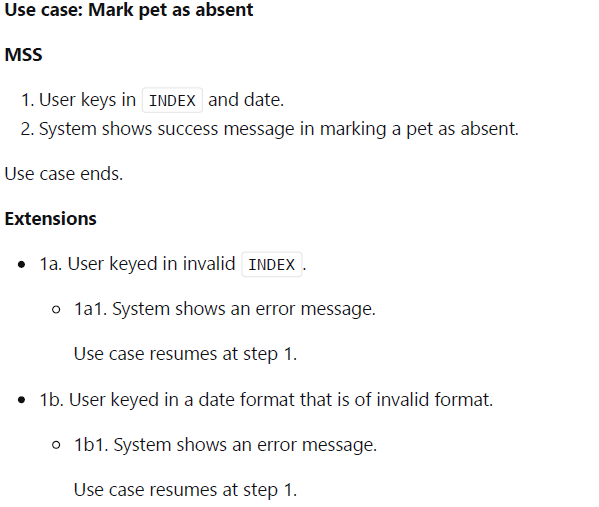 Use case: Mark pet as absent
MSS
1. User keys in INDEX and date.
2. System shows success message in marking a pet as absent.
Use case ends.
Extensions
• 1a. User keyed in invalid INDEX.
◦ 1a1. System shows an error message.
Use case resumes at step 1.
• 1b. User keyed in a date format that is of invalid format.
◦ 1b1. System shows an error message.
Use case resumes at step 1.